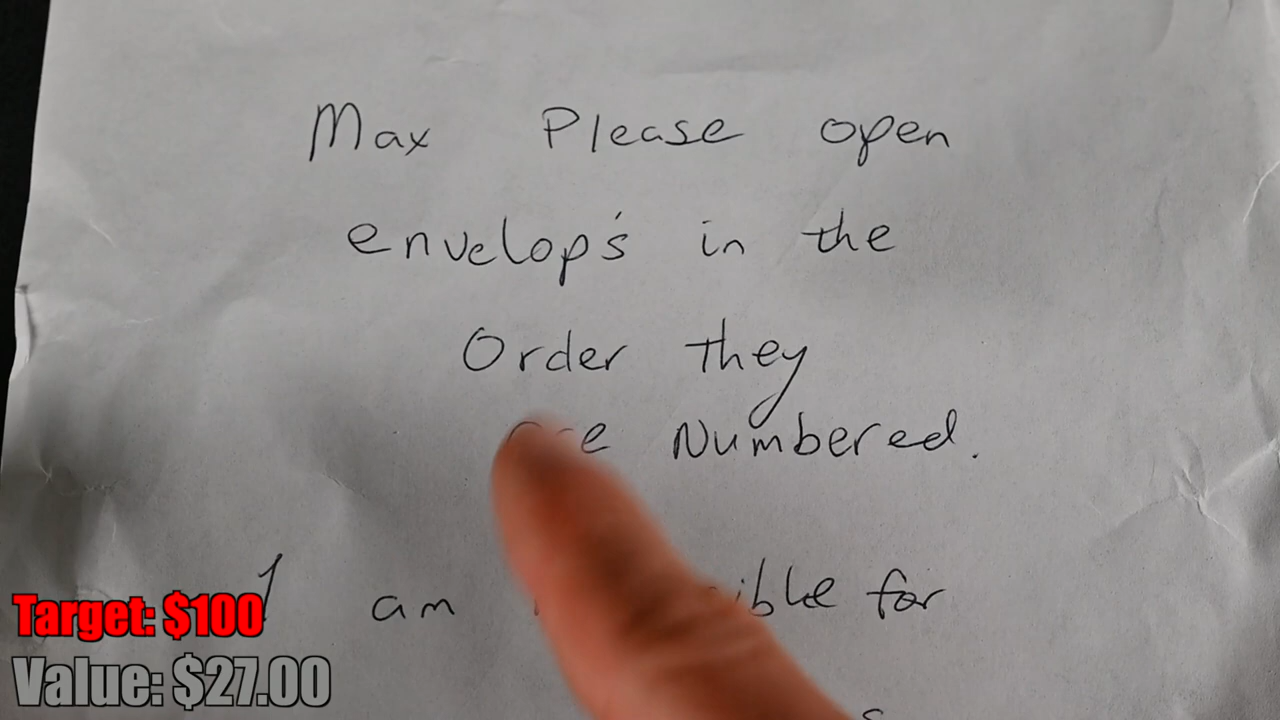 Max Please open
envelop's in the
Order they
Numbered.
I am for
Target: $100
Value: $27.00